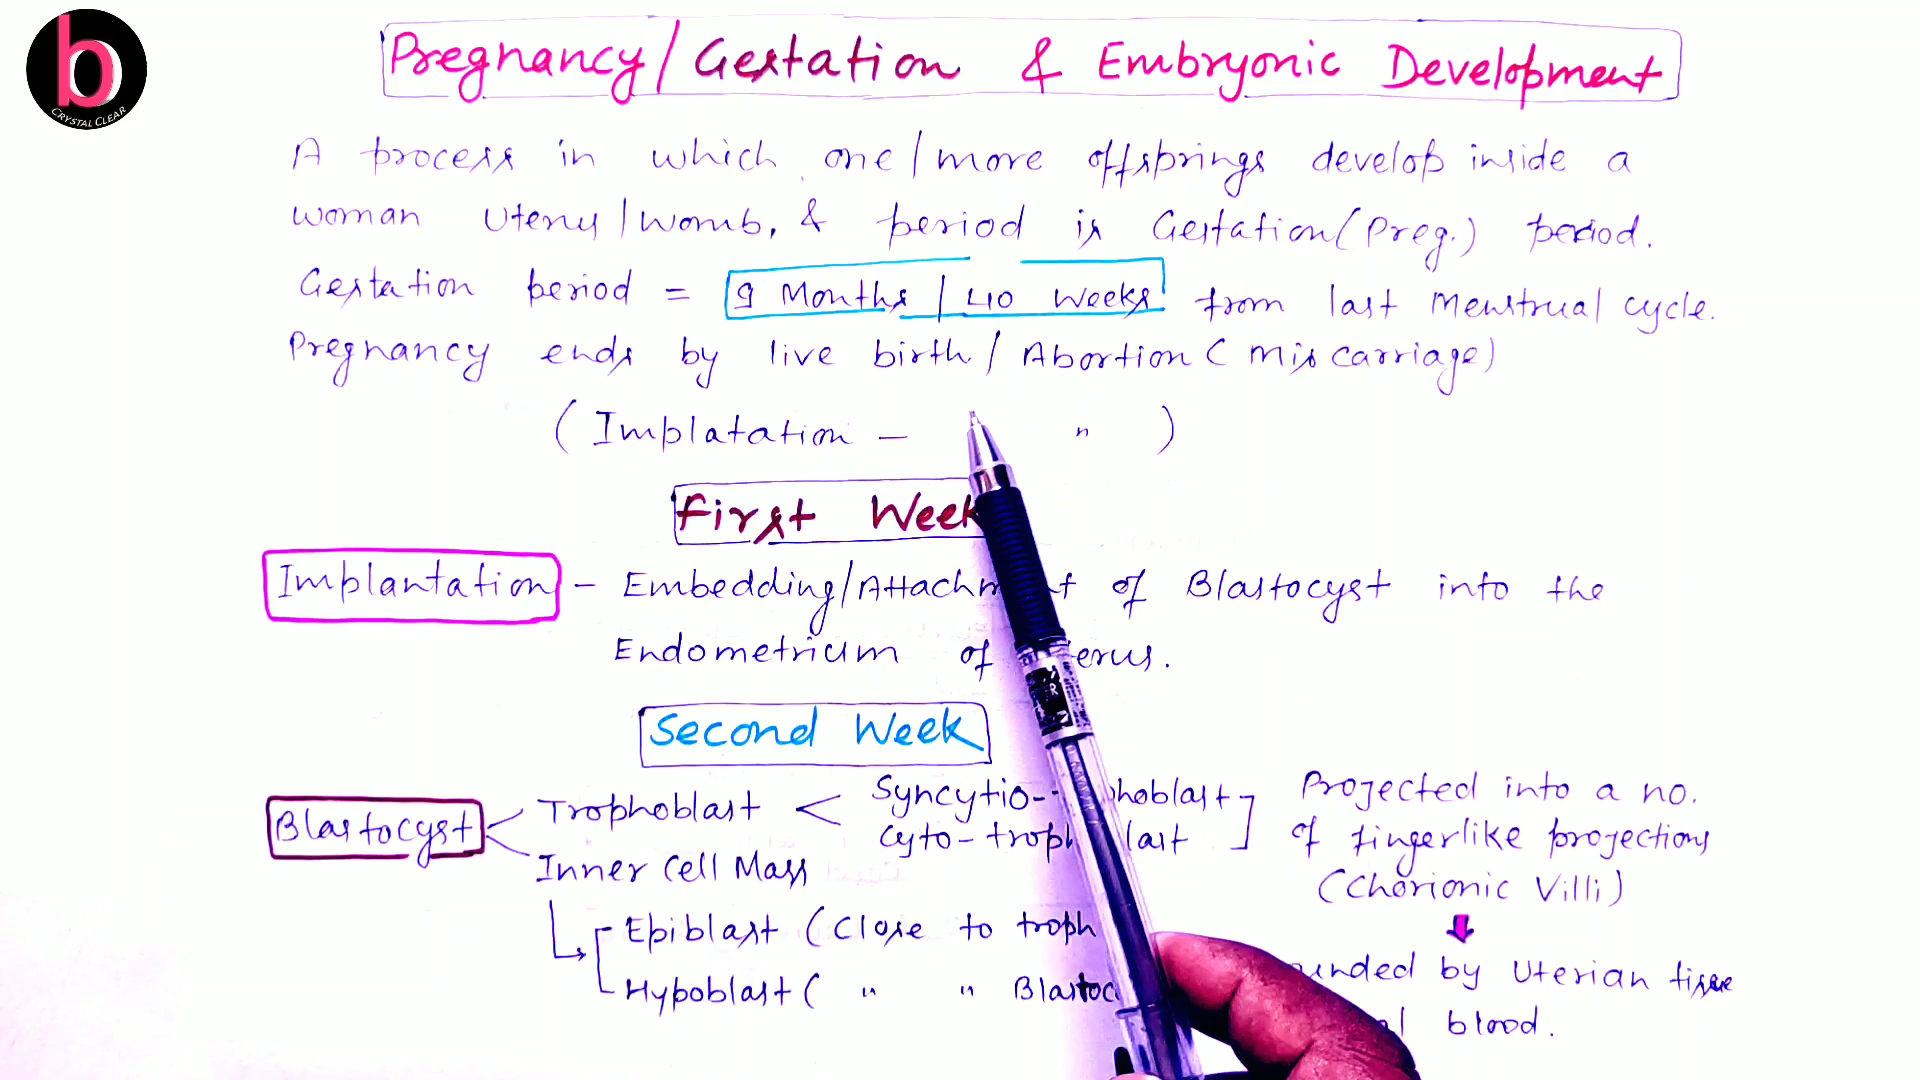 b
CRYSTAL CLEAR
Pregnancy/Gestation & Embryonic Development
A process in which one/more offsprings develop inside a
woman Uterus/womb, & period is Gestation(Preg.) period.
Gestation period = 9 Months / 40 Weeks from last Menstrual cycle.
Pregnancy ends by live birth/Abortion(Miscarriage)
(Implatation - " )
First Week
Implantation - Embedding/Attachm t of Blastocyst into the
Endometrium of erus.
Second Week
Blastocyst < Trophoblast < Syncytio- hoblast ] Projected into a no.
cyto-troph last of fingerlike projections
Inner Cell Mass (Chorionic Villi)
Epiblast (Close to troph
unded by Uterian tissue
Hypoblast( " " Blastoc
l blood.